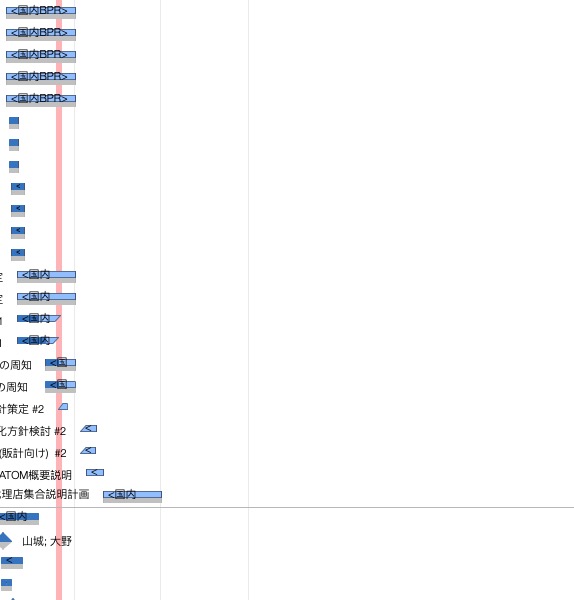 <国内BPR>
<国内BPR>
<国内BPR>
<国内BPR>
<国内BPR>
<
<
<
<
定 <国内
定 <国内
<国内
<国内
の周知 <国
の周知 <国
針策定 #2
化方針検討 #2 <
(販計向け) #2 <
ATOM概要説明 <
理店集合説明計画 <国内
<国内
山城; 大野
<